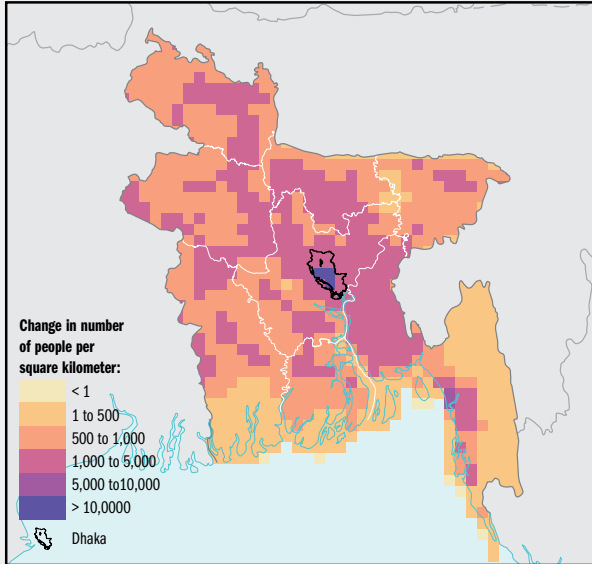 Change in number
of people per
square kilometer:
< 1
1 to 500
500 to 1,000
1,000 to 5,000
5,000 to10,000
> 10,0000
Dhaka